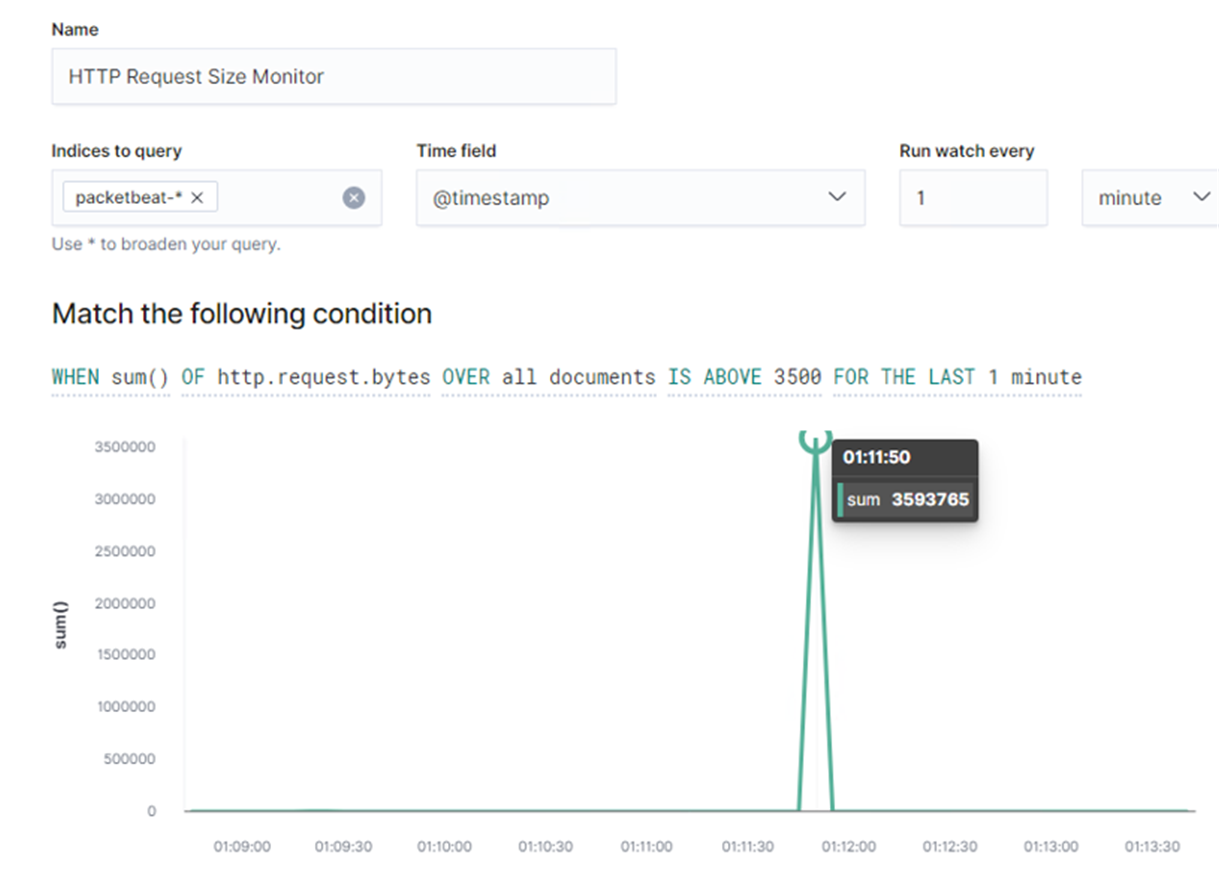 Name
HTTP Request Size Monitor
Indices to query
Time field
Run watch every
packetbeat-*
@timestamp
1
minute
Use * to broaden your query.
Match the following condition
WHEN sum() OF http.request.bytes OVER all documents IS ABOVE 3500 FOR THE LAST 1 minute
3500000
3000000
2500000
2000000
1500000
1000000
500000
0
sum()
01:11:50
sum 3593765
01:09:00 01:09:30 01:10:00 01:10:30 01:11:00 01:11:30 01:12:00 01:12:30 01:13:00 01:13:30